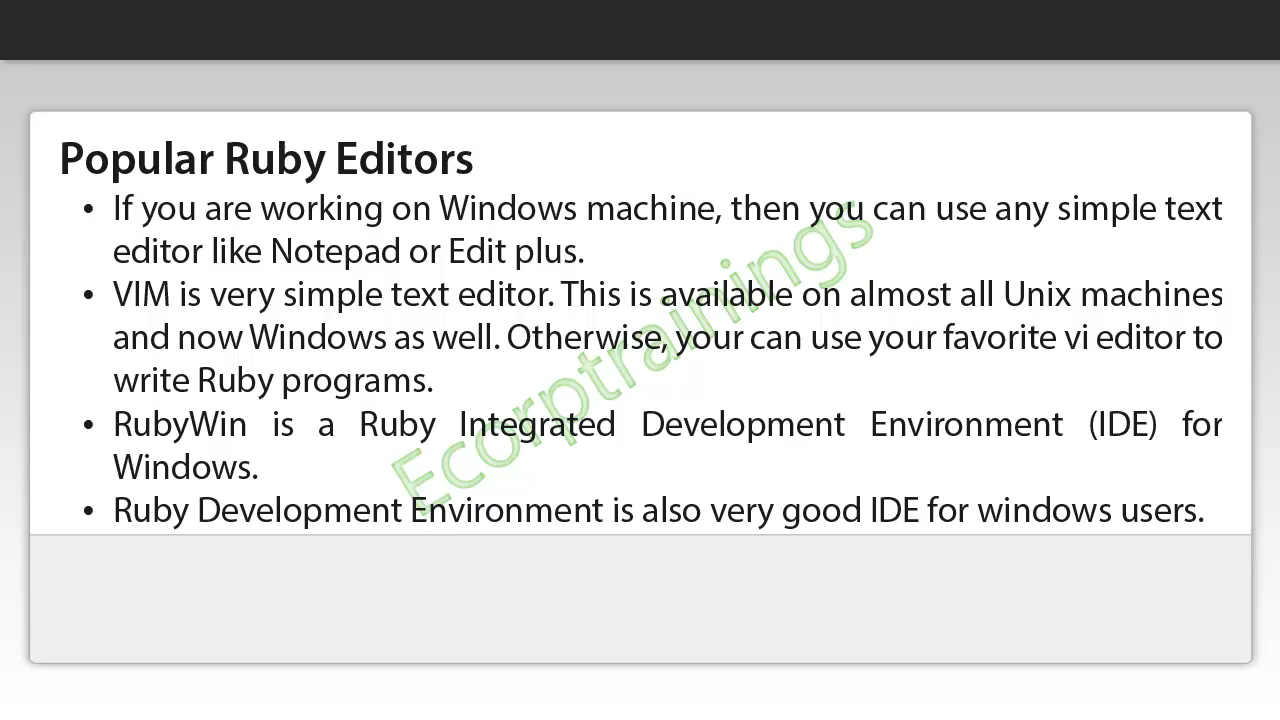 Popular Ruby Editors
• If you are working on Windows machine, then you can use any simple text
editor like Notepad or Edit plus.
• VIM is very simple text editor. This is available on almost all Unix machines
and now Windows as well. Otherwise, your can use your favorite vi editor to
write Ruby programs.
• RubyWin is a Ruby Integrated Development Environment (IDE) for
Windows.
• Ruby Development Environment is also very good IDE for windows users.
Ecorptrainings